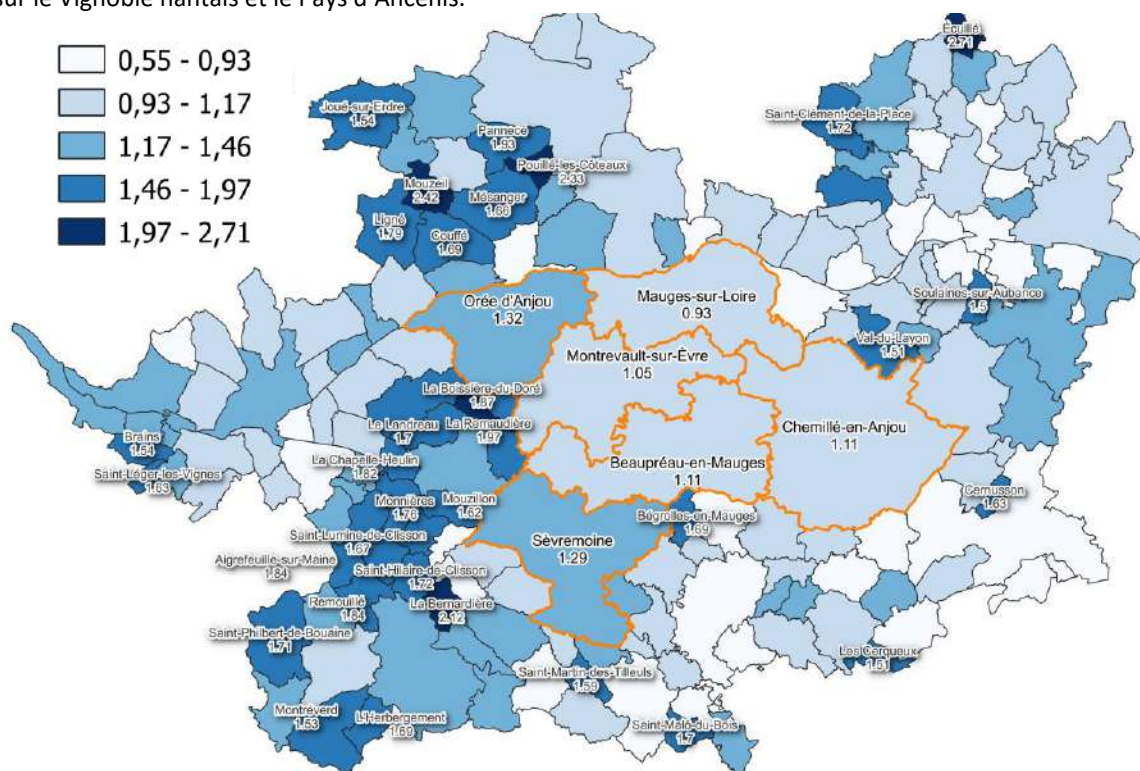 sur le Vignoble nantais et le Pays d'Ancenis.
0,55 - 0,93
0,93 - 1,17
1,17 - 1,46
1,46 - 1,97
1,97 - 2,71
Écuillé
2.71
Joué-sur-Erdre
1.54
Saint-Clément-de-la-Place
1.72
Pannecé
1.93
Pouillé-les-Côteaux
2.33
Mouzeil
2.42
Mésanger
Ligné
1.79
Couffé
1.69
Orée d'Anjou
1.32
Mauges-sur-Loire
0.93
Soulaines-sur-Aubance
1.5
Val-du-Layon
1.51
Montrevault-sur-Èvre
1.05
La Boissière-du-Doré
1.87
La Remaudière
1.97
Le Landreau
1.7
Chemillé-en-Anjou
1.11
Beaupréau-en-Mauges
1.11
Brains
1.54
Saint-Léger-les-Vignes
1.63
La Chapelle-Heulin
1.62
Monnières
1.76
Mouzillon
1.62
Cernusson
1.63
Bégrolles-en-Mauges
1.69
Sèvremoine
1.29
Saint-Lumine-de-Clisson
1.67
Aigrefeuille-sur-Maine
1.64
Saint-Hilaire-de-Clisson
1.72
Remouillé
1.84
La Bernardière
2.12
Saint-Philbert-de-Bouaine
1.71
Les Cerqueux
1.51
Saint-Martin-des-Tilleuls
1.59
Montréverd
1.53
L'Herbergement
1.69
Saint-Malô-du-Bois
1.7